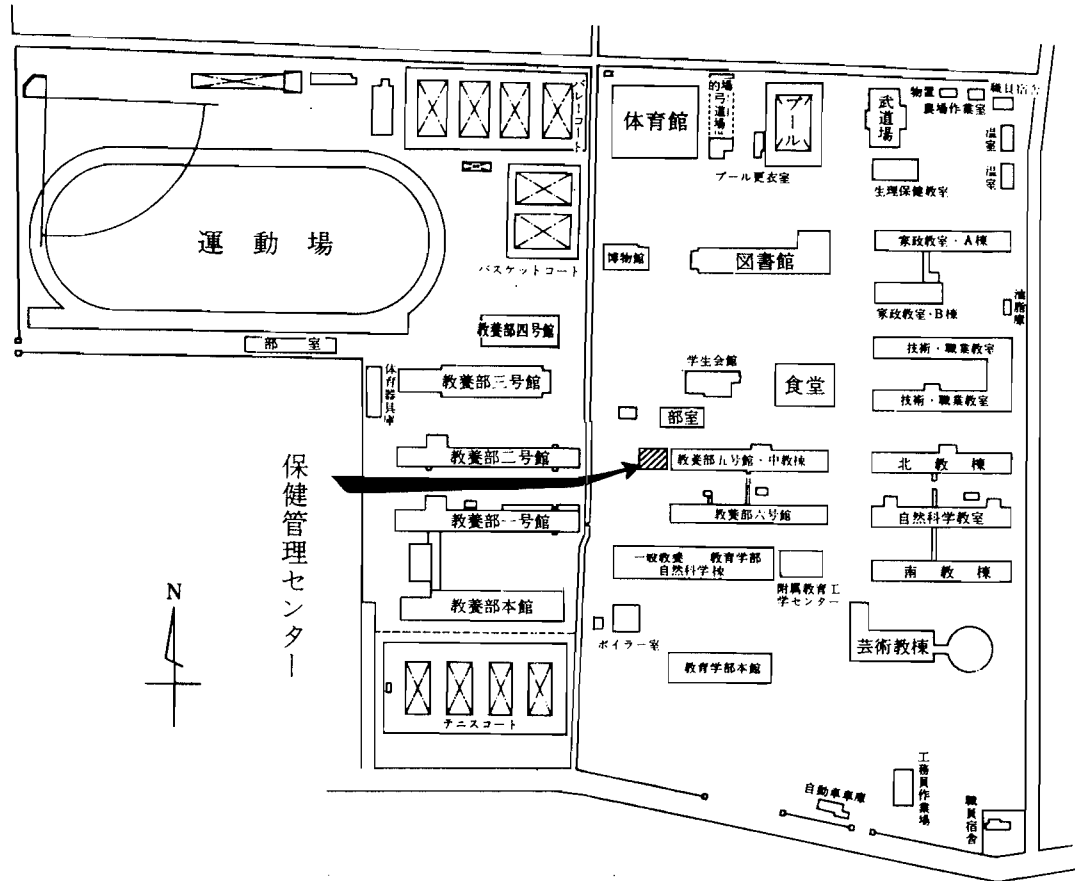 バレーコート
体育館
的場
弓道場
プール
プール更衣室
武道場
物置
農場作業室
職員宿舎
温室
温室
生理保健教室
運動場
バスケットコート
博物館
図書館
家政教室・A棟
家政教室・B棟
油脂庫
教養部四号館
部室
体育器具庫
教養部三号館
学生会館
食堂
部室
技術・職業教室
技術・職業教室
保健管理センター
教養部二号館
教養部五号館・中教棟
北教棟
教養部一号館
教養部六号館
自然科学教室
一般教養 教育学部
自然科学棟
附属教育工
学センター
南教棟
N
教養部本館
ボイラー室
芸術教棟
教育学部本館
テニスコート
自動車車庫
工務員作業場
職員宿舎